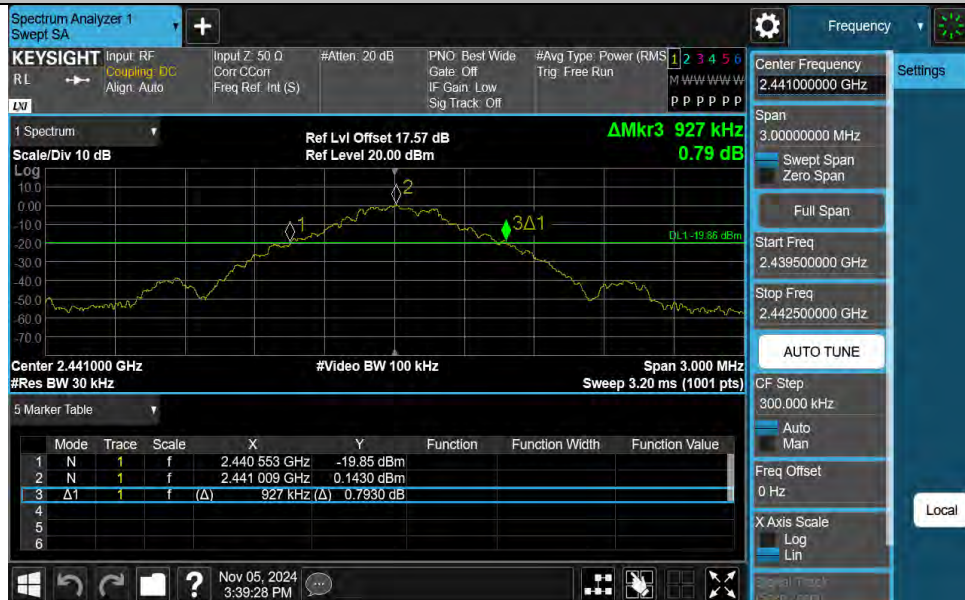 Spectrum Analyzer 1
Swept SA
+
Frequency
KEYSIGHT
RL
LXI
Input: RF
Coupling: DC
Align: Auto
Input Z: 50 Ω
Corr CCorr
Freq Ref: Int (S)
#Atten: 20 dB
PNO: Best Wide
Gate: Off
IF Gain: Low
Sig Track: Off
#Avg Type: Power (RMS
Trig: Free Run
1 2 3 4 5 6
M W W W W W
P P P P P P
1 Spectrum
Scale/Div 10 dB
Ref Lvl Offset 17.57 dB
Ref Level 20.00 dBm
ΔMkr3 927 kHz
0.79 dB
Log
10.0
0.00
-10.0
-20.0
-30.0
-40.0
-50.0
-60.0
-70.0
1
2
3Δ1
DL1 -19.86 dBm
Center 2.441000 GHz
#Video BW 100 kHz
Span 3.000 MHz
#Res BW 30 kHz
Sweep 3.20 ms (1001 pts)
5 Marker Table
Mode Trace Scale X Y Function Function Width Function Value
1 N 1 f 2.440 553 GHz -19.85 dBm
2 N 1 f 2.441 009 GHz 0.1430 dBm
3 Δ1 1 f (Δ) 927 kHz (Δ) 0.7930 dB
4
5
6
Nov 05, 2024
3:39:28 PM
?
Center Frequency
2.441000000 GHz
Settings
Span
3.00000000 MHz
Swept Span
Zero Span
Full Span
Start Freq
2.439500000 GHz
Stop Freq
2.442500000 GHz
AUTO TUNE
CF Step
300.000 kHz
Auto
Man
Freq Offset
0 Hz
X Axis Scale
Log
Lin
Local
Signal Track